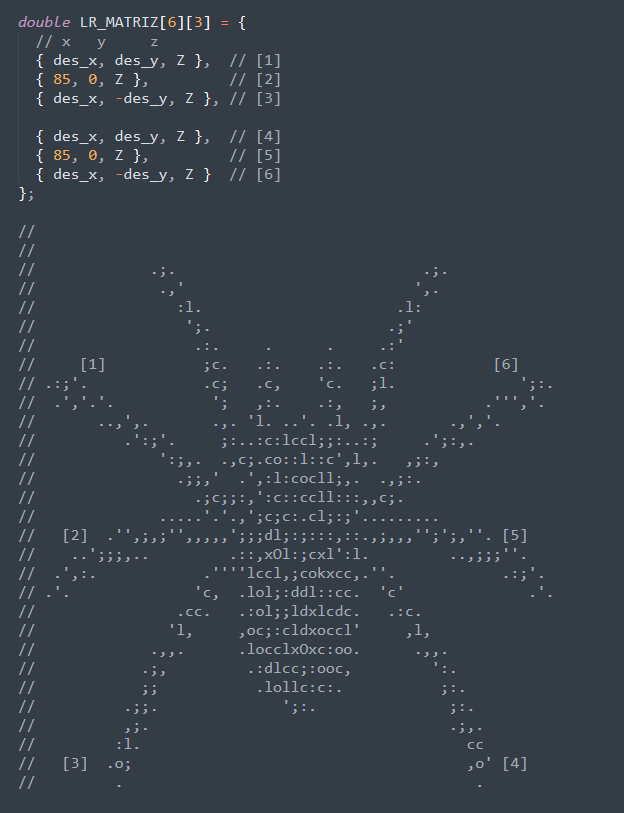 double LR_MATRIZ[6][3] = {
  // x   y     z
  { des_x, des_y, Z },  // [1]
  { 85, 0, Z },         // [2]
  { des_x, -des_y, Z }, // [3]

  { des_x, des_y, Z },  // [4]
  { 85, 0, Z },         // [5]
  { des_x, -des_y, Z }  // [6]
};

//
//
//             .;.                            .;.
//              .,'                          ',.
//                :l.                      .l:
//                 ';.                    .;'
//                  .:.     .      .     .:'
//     [1]           ;c.   .:.    .:.   .c:           [6]
// .:;'.             .c;   .c,    'c.   ;l.              ';:.
//  .','.'.           ';   ,:.    .:,   ;,           .''','.
//       ..,',.       .,. 'l. ..'. .l, .,.       .,','.
//          .':;'.     ;:..:c:lccl;;:..:;     .';:,.
//              ':;,.  .,c;.co::l::c',l,.   ,;:,
//                .;;,'  .',:l:cocll;,.  .,;:.
//                  .;c;;:,':c::ccll:::,,c;.
//              .....'.'.,';c;c:.cl;:;'.........
//   [2]  .'',;,;'',,,,,';;;dl;:;:::,::.,;,,,'';';,''. [5]
//    ..';;;,..         .::,xOl:;cxl':l.         ..,;;;''.
//  .',:.            .''''lccl,;cokxcc,.''.            .:;'.
// .'.              'c,  .lol;:ddl::cc.  'c'              .'.
//                .cc.   .:ol;;ldxlcdc.   .:c.
//               'l,     ,oc;:cldxoccl'     ,l,
//             .,,.      .locclxOxc:oo.      .,,.
//            .;,         .:dlcc;:ooc,         ':.
//            ;;           .lollc:c:.           ;:.
//          .;;.              ';:.               ;:.
//          ,;.                                  .;,.
//         :l.                                     cc
//   [3]  .o;                                      ,o' [4]
//         .                                        .